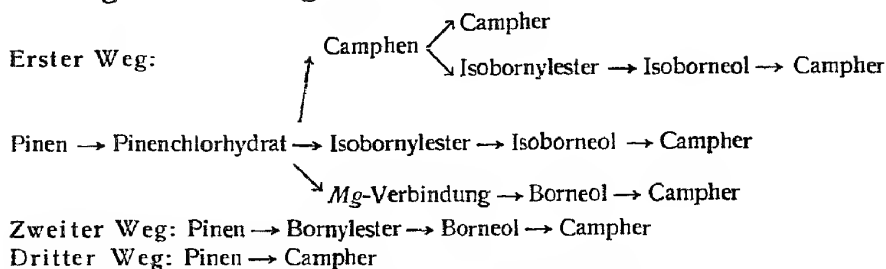 Campher
Erster Weg: Camphen
Isobornylester → Isoborneol → Campher
Pinen → Pinenchlorhydrat → Isobornylester → Isoborneol → Campher
Mg-Verbindung → Borneol → Campher
Zweiter Weg: Pinen → Bornylester → Borneol → Campher
Dritter Weg: Pinen → Campher